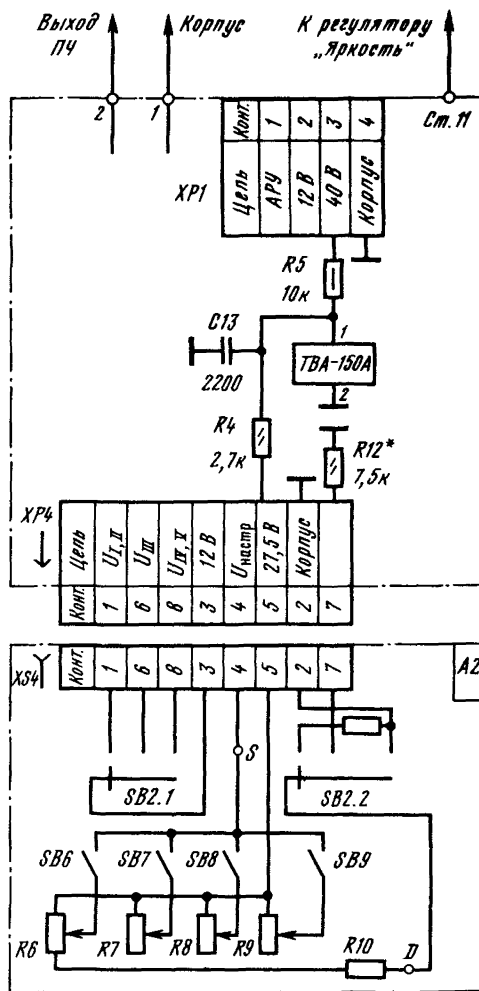 Выход
ПЧ
Корпус
К регулятору
„Яркость"
2
1
Ст. 11
XP1
Конт.
1
2
3
4
Цепь
АРУ
12 В
40 В
Корпус
R5
10к
C13
2200
1
ТВА-150А
2
R4
2,7к
R12*
7,5к
XP4
Цепь
U I, II
U III
U IV, V
12 В
Uнастр
27,5 В
Корпус
Конт.
1
6
8
3
4
5
2
7
XS4
Конт.
1
6
8
3
4
5
2
7
A2
S
SB2.1
SB2.2
SB6
SB7
SB8
SB9
R6
R7
R8
R9
R10
D